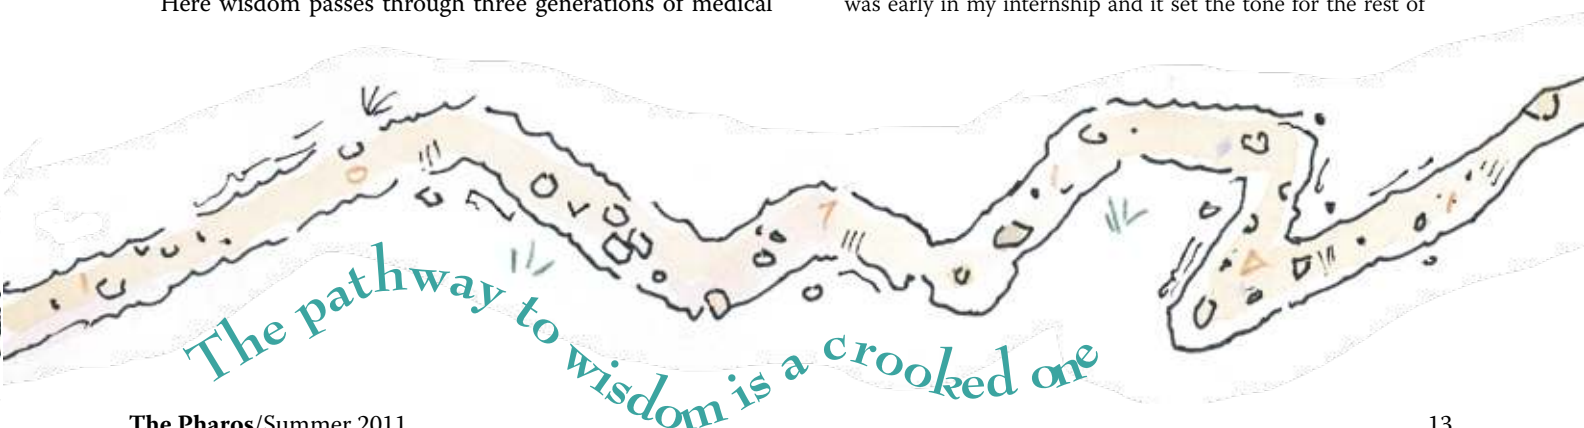 Here wisdom passes through three generations of medical
was early in my internship and it set the tone for the rest of
The pathway to wisdom is a crooked one
The Pharos/Summer 2011
13